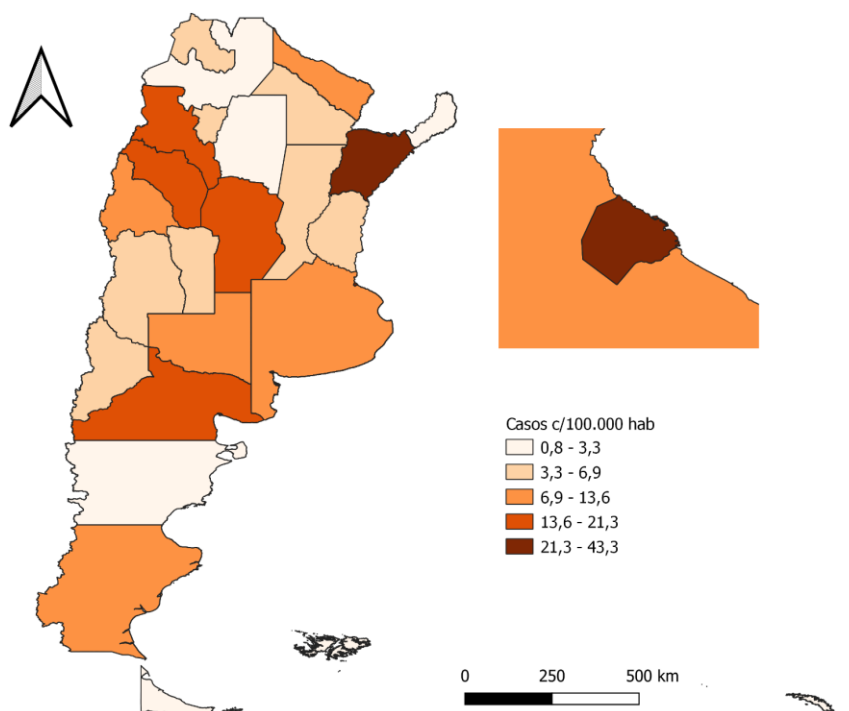 Casos c/100.000 hab
0,8 - 3,3
3,3 - 6,9
6,9 - 13,6
13,6 - 21,3
21,3 - 43,3
0 250 500 km